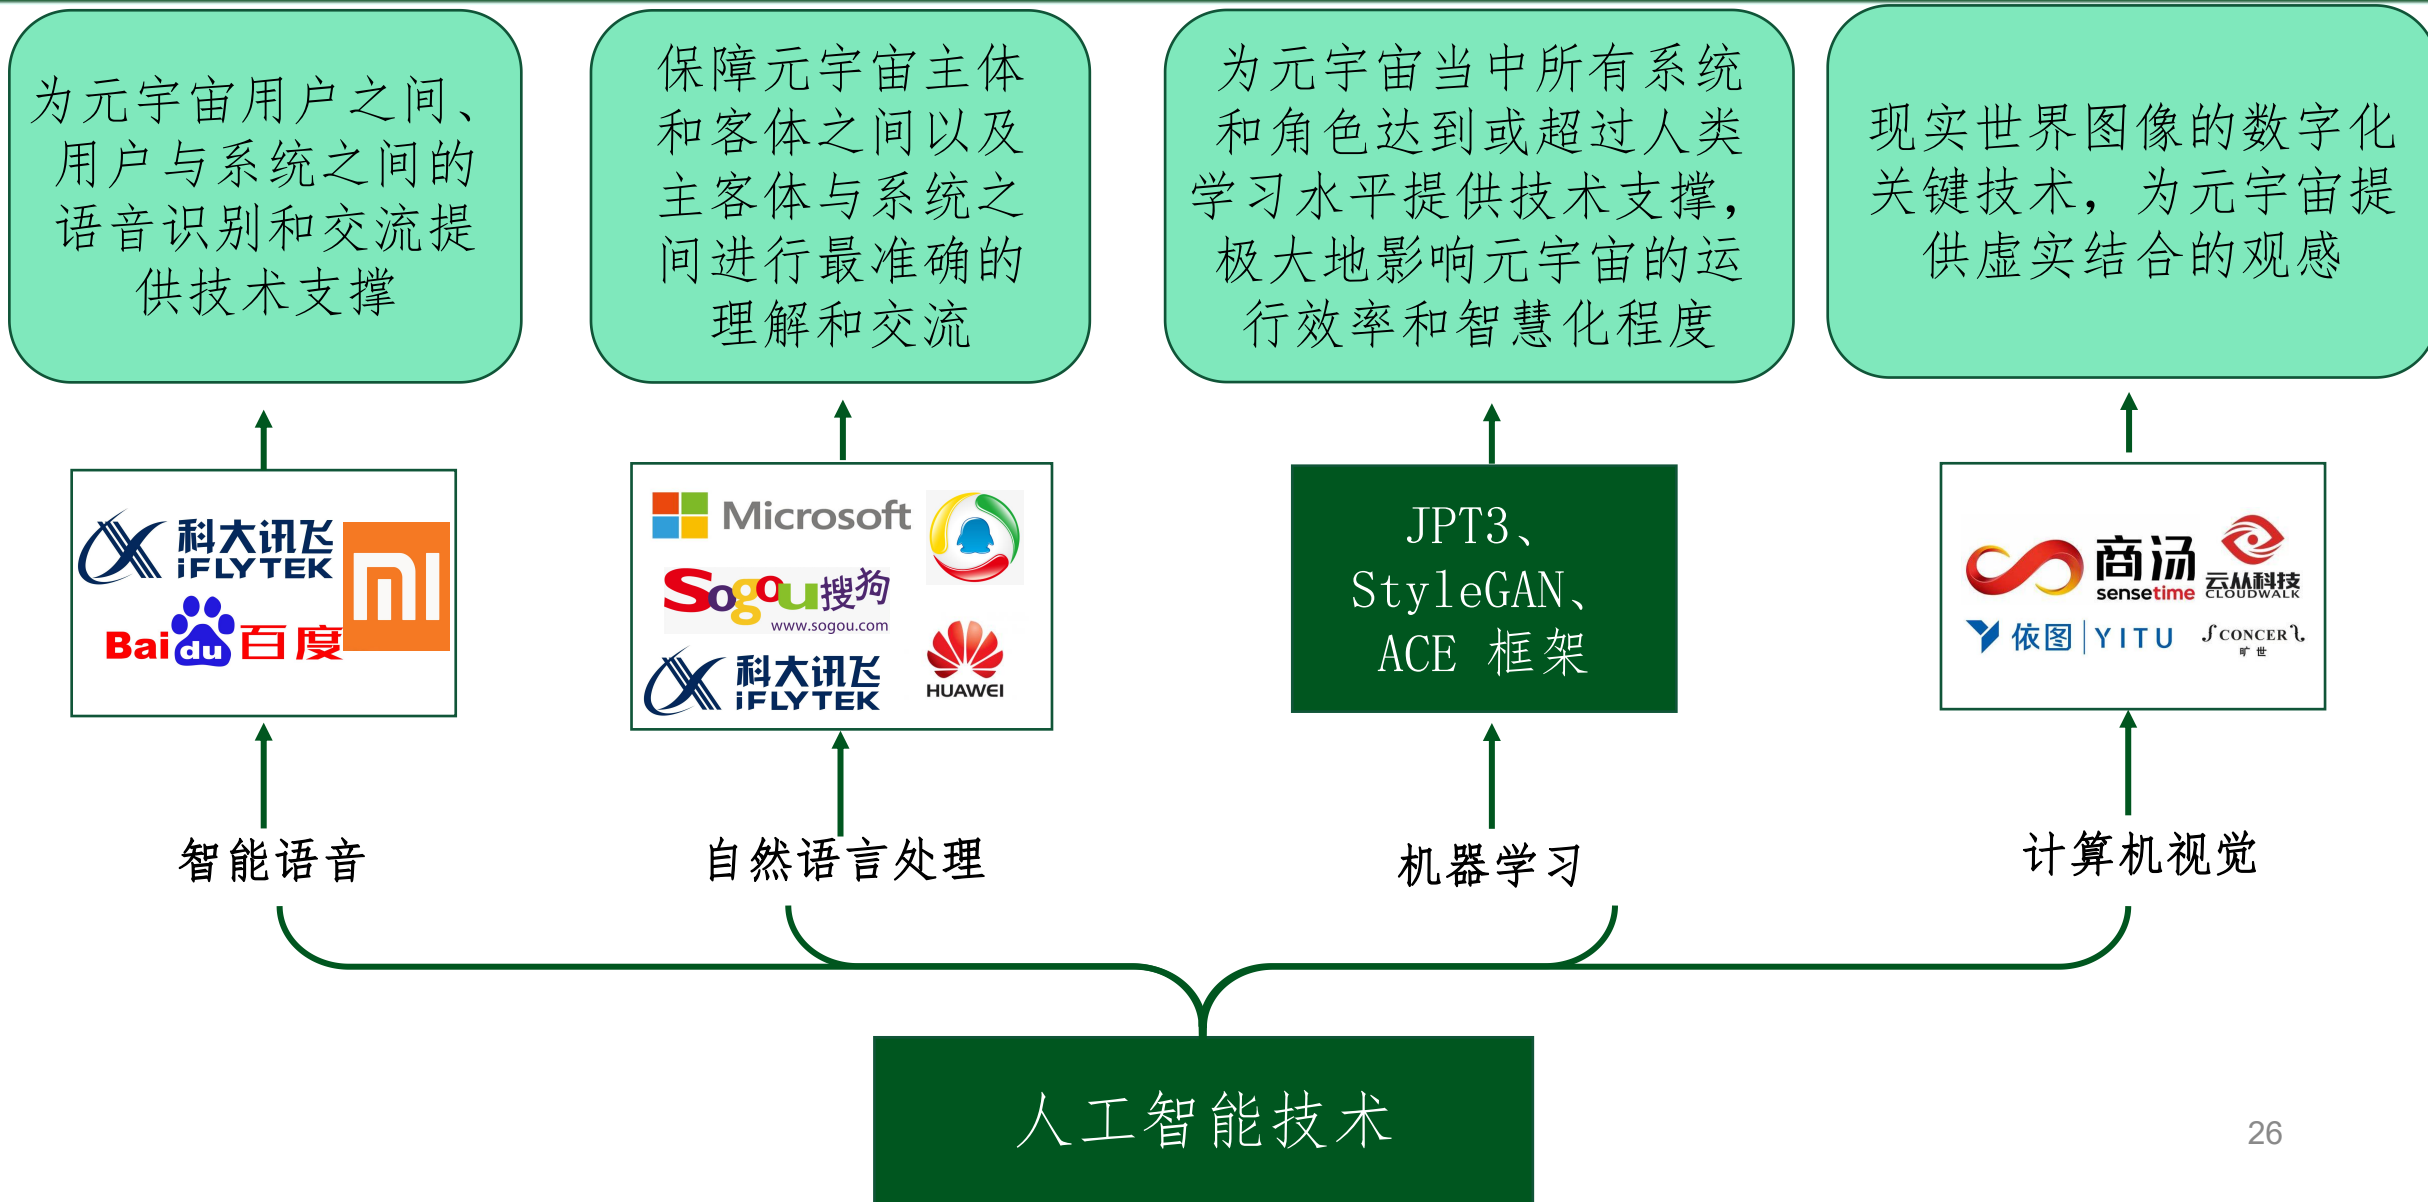 为元宇宙用户之间、
用户与系统之间的
语音识别和交流提
供技术支撑
保障元宇宙主体
和客体之间以及
主客体与系统之
间进行最准确的
理解和交流
为元宇宙当中所有系统
和角色达到或超过人类
学习水平提供技术支撑，
极大地影响元宇宙的运
行效率和智慧化程度
现实世界图像的数字化
关键技术，为元宇宙提
供虚实结合的观感
科大讯飞
iFLYTEK
Bai du 百度
Microsoft
Sogou搜狗
www.sogou.com
科大讯飞
iFLYTEK
HUAWEI
JPT3、
StyleGAN、
ACE 框架
商汤
sensetime
云从科技
CLOUDWALK
依图 YITU
CONCER
旷世
智能语音
自然语言处理
机器学习
计算机视觉
人工智能技术
26